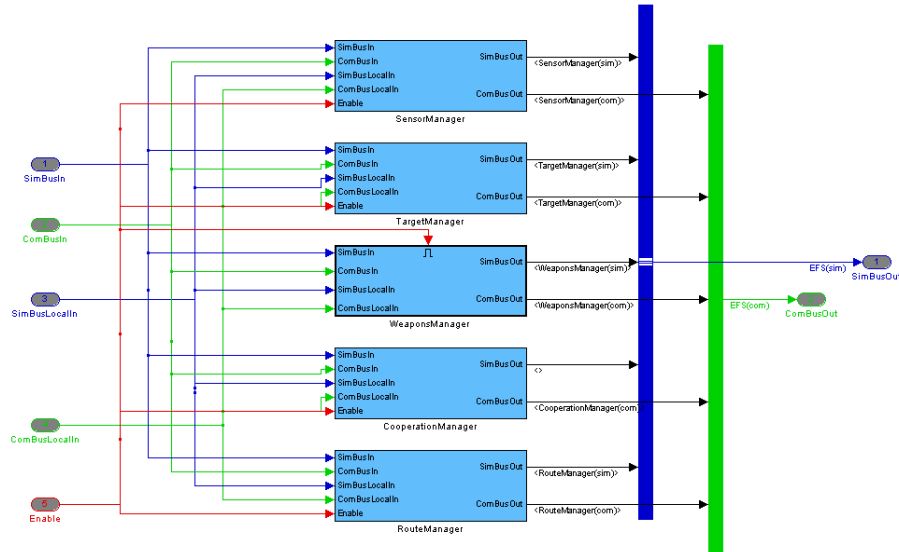 SimBusIn
ComBusIn
SimBusLocalIn
ComBusLocalIn
Enable
SimBusOut
ComBusOut
SensorManager
<SensorManager(sim)>
<SensorManager(com)>
1
SimBusIn
SimBusIn
ComBusIn
SimBusLocalIn
ComBusLocalIn
Enable
SimBusOut
ComBusOut
TargetManager
<TargetManager(sim)>
<TargetManager(com)>
ComBusIn
SimBusIn
ComBusIn
SimBusLocalIn
ComBusLocalIn
SimBusOut
ComBusOut
WeaponsManager
<WeaponsManager(sim)>
<WeaponsManager(com)>
EFS(sim)
1
SimBusOut
EFS(com)
ComBusOut
3
SimBusLocalIn
SimBusIn
ComBusIn
SimBusLocalIn
ComBusLocalIn
Enable
SimBusOut
ComBusOut
CooperationManager
<>
<CooperationManager(com)>
ComBusLocalIn
SimBusIn
ComBusIn
SimBusLocalIn
ComBusLocalIn
Enable
SimBusOut
ComBusOut
RouteManager
<RouteManager(sim)>
<RouteManager(com)>
5
Enable